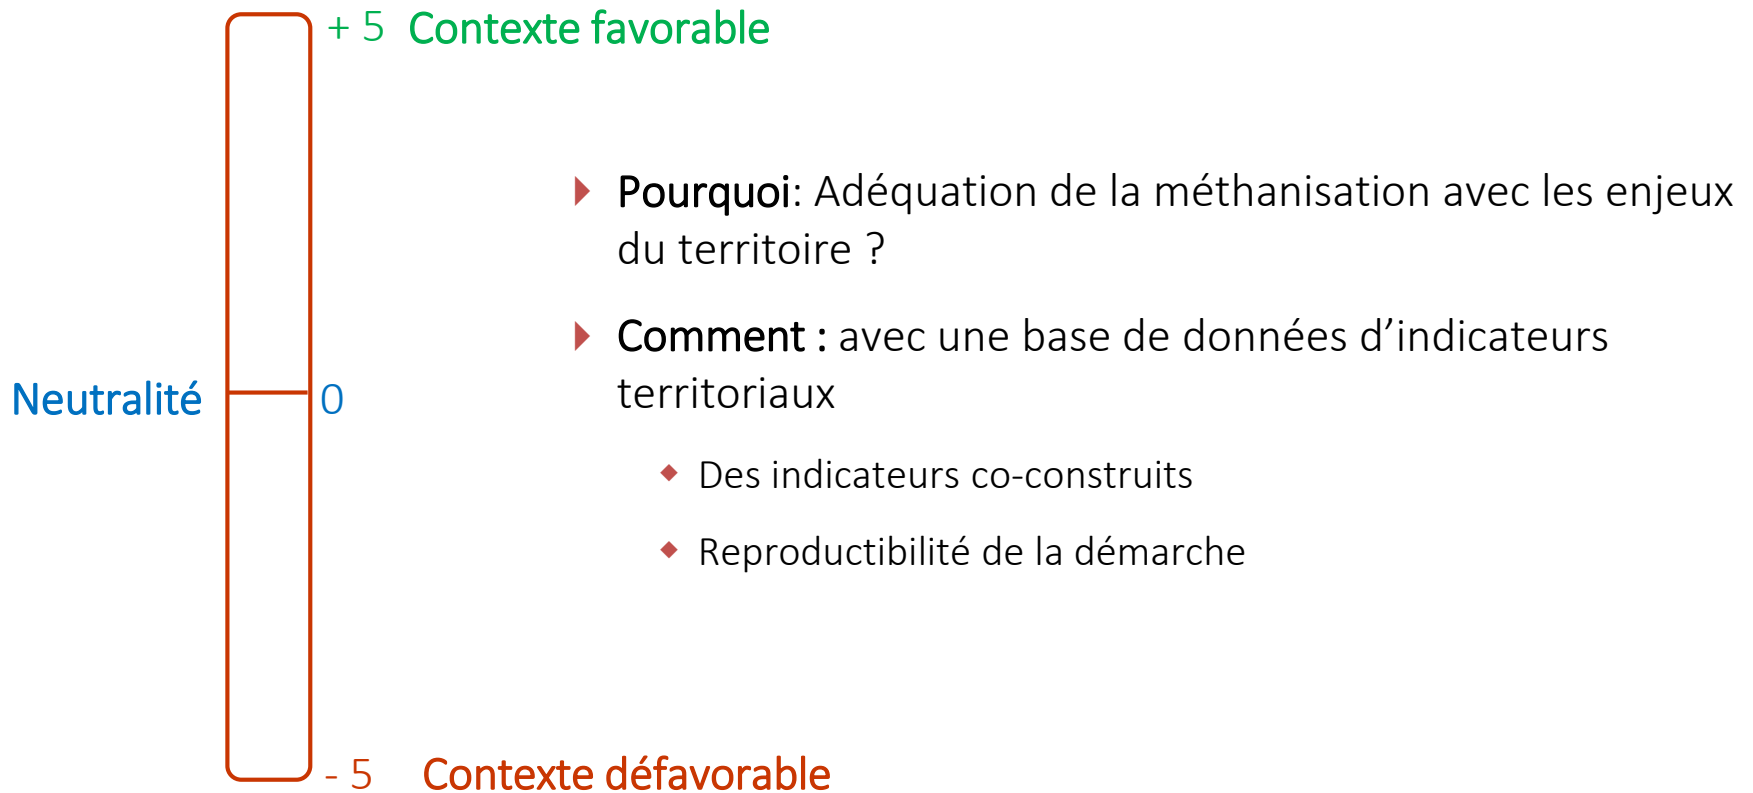 + 5 Contexte favorable
Pourquoi: Adéquation de la méthanisation avec les enjeux
du territoire ?
Comment : avec une base de données d’indicateurs
territoriaux
Neutralité 0
Des indicateurs co-construits
Reproductibilité de la démarche
- 5 Contexte défavorable